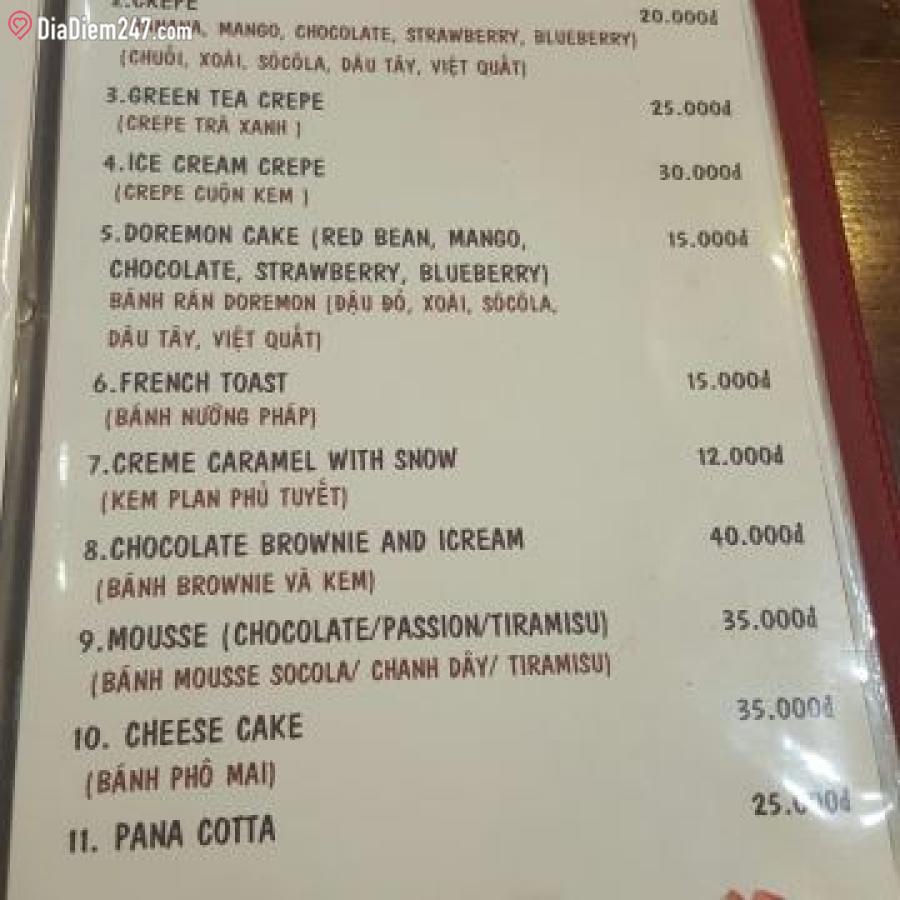 DiaDiem247.com
2.CREPE 20.000đ
MANGO, CHOCOLATE, STRAWBERRY, BLUEBERRY)
(CHUỐI, XOÀI, SÔCÔLA, DÂU TÂY, VIỆT QUẤT)
3.GREEN TEA CREPE 25.000đ
(CREPE TRÀ XANH )
4.ICE CREAM CREPE 30.000đ
(CREPE CUỘN KEM )
5.DOREMON CAKE (RED BEAN, MANGO, 15.000đ
CHOCOLATE, STRAWBERRY, BLUEBERRY)
BÁNH RÁN DOREMON (ĐẬU ĐỎ, XOÀI, SÔCÔLA,
DÂU TÂY, VIỆT QUẤT)
6.FRENCH TOAST 15.000đ
(BÁNH NƯỚNG PHÁP)
7.CREME CARAMEL WITH SNOW 12.000đ
(KEM PLAN PHỦ TUYẾT)
8.CHOCOLATE BROWNIE AND ICREAM 40.000đ
(BÁNH BROWNIE VÀ KEM)
9.MOUSSE (CHOCOLATE/PASSION/TIRAMISU) 35.000đ
(BÁNH MOUSSE SOCOLA/ CHANH DÂY/ TIRAMISU)
10. CHEESE CAKE 35.000đ
(BÁNH PHÔ MAI)
11. PANA COTTA 25.000đ